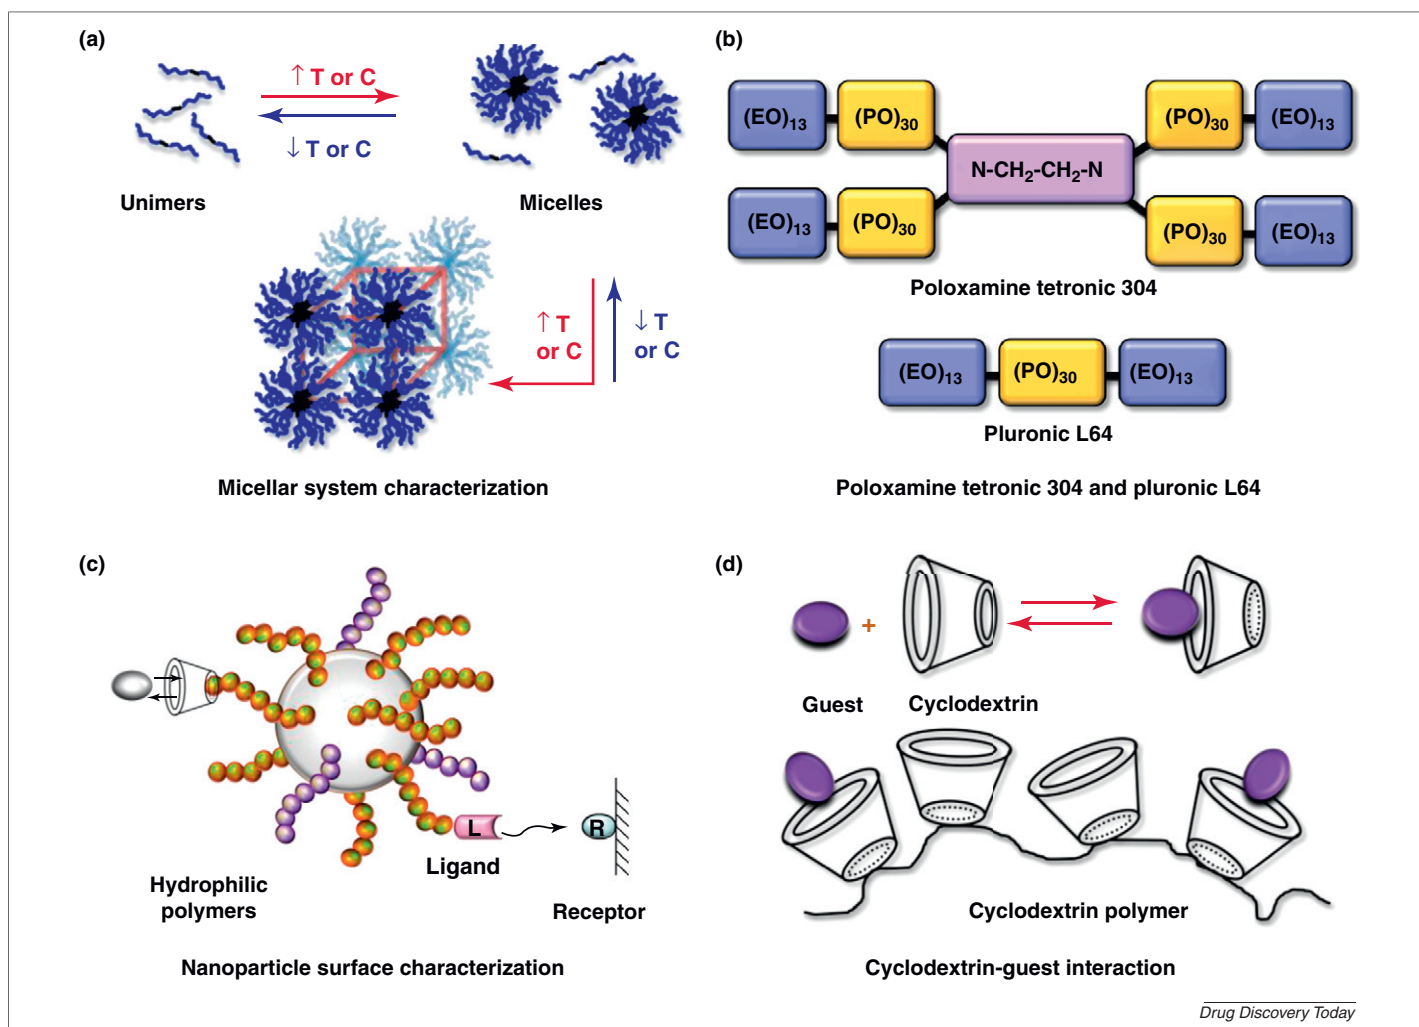 (a)
↑ T or C
↓ T or C
Unimers
Micelles
↑ T
or C
↓ T
or C
Micellar system characterization
(b)
(EO)₁₃
(PO)₃₀
(PO)₃₀
(EO)₁₃
N-CH₂-CH₂-N
(EO)₁₃
(PO)₃₀
(PO)₃₀
(EO)₁₃
Poloxamine tetronic 304
(EO)₁₃
(PO)₃₀
(EO)₁₃
Pluronic L64
Poloxamine tetronic 304 and pluronic L64
(c)
L
R
Ligand
Hydrophilic
polymers
Receptor
Nanoparticle surface characterization
(d)
+
Guest
Cyclodextrin
Cyclodextrin polymer
Cyclodextrin-guest interaction
Drug Discovery Today